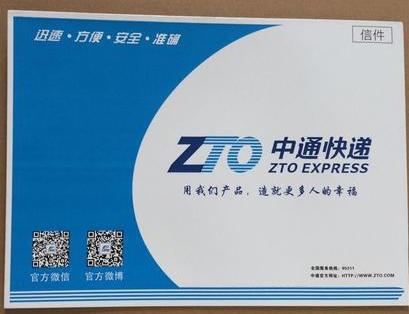 迅速·方便·安全·准确
信件
ZTO 中通快递
ZTO EXPRESS
用我们产品，造就更多人的幸福
官方微信 官方微博
全国服务热线：95311
中通官方网址：HTTP://WWW.ZTO.COM